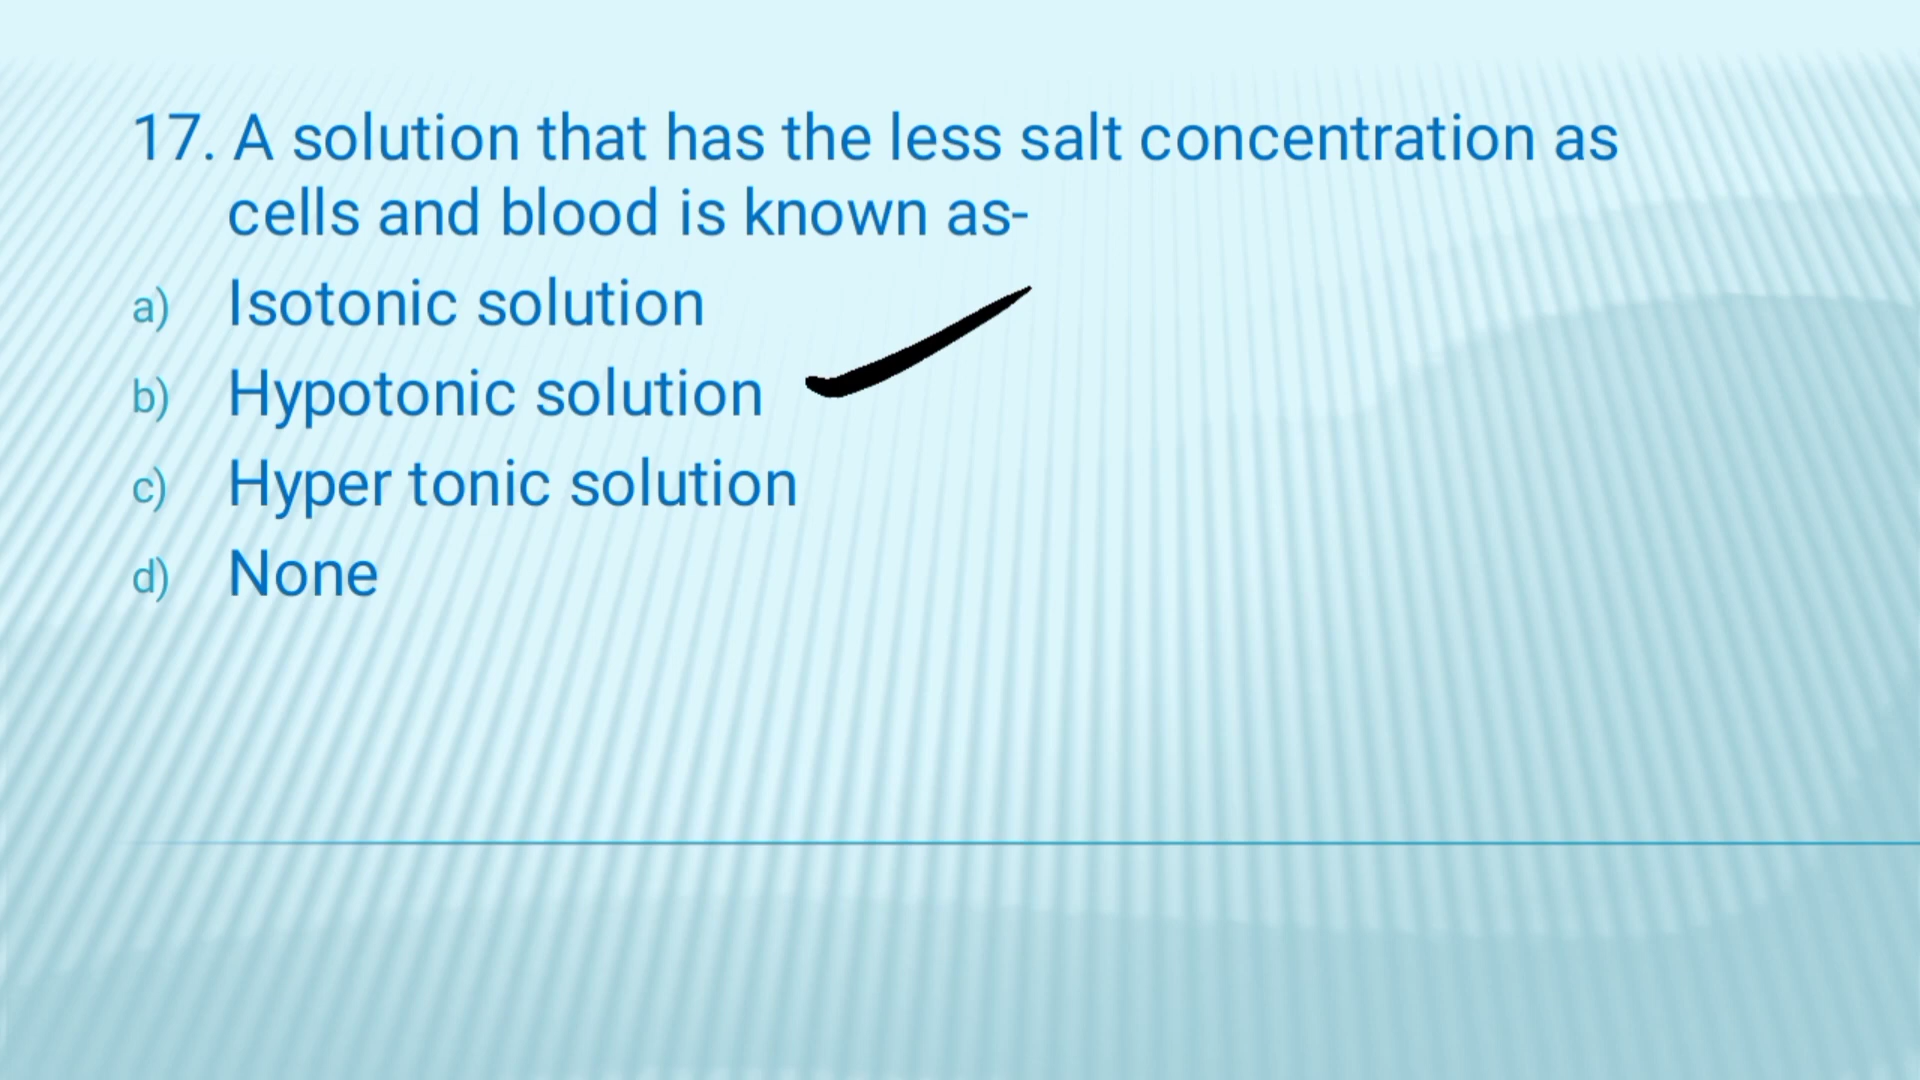 17. A solution that has the less salt concentration as
cells and blood is known as-
a) Isotonic solution
b) Hypotonic solution
c) Hyper tonic solution
d) None